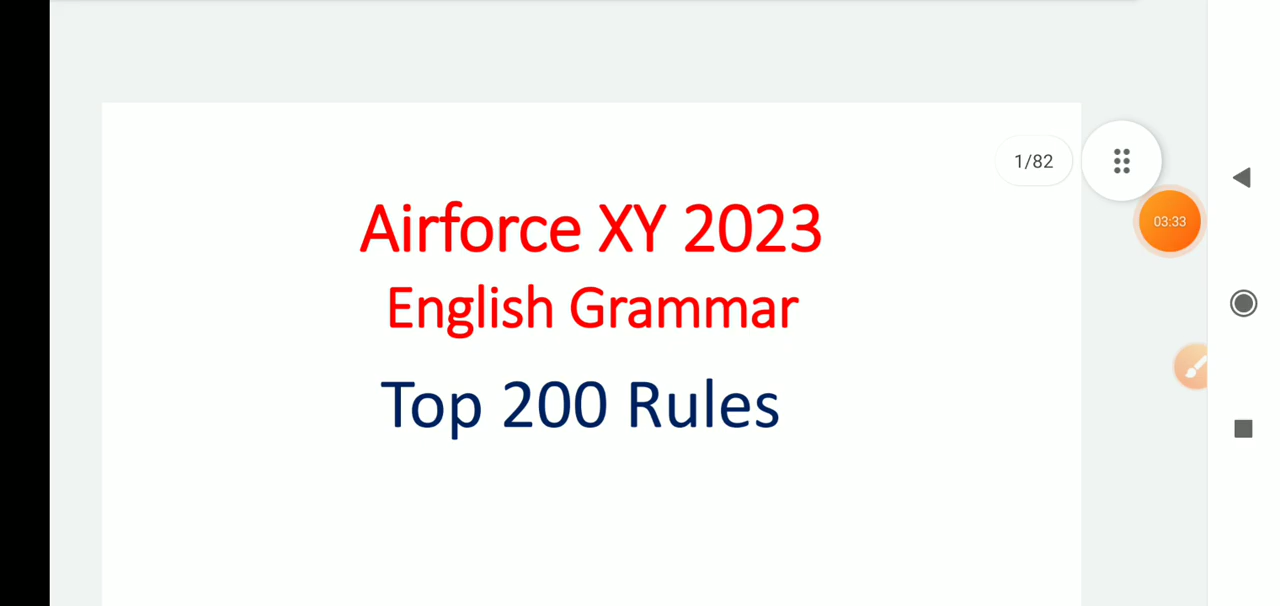 1/82
Airforce XY 2023
03:33
English Grammar
Top 200 Rules